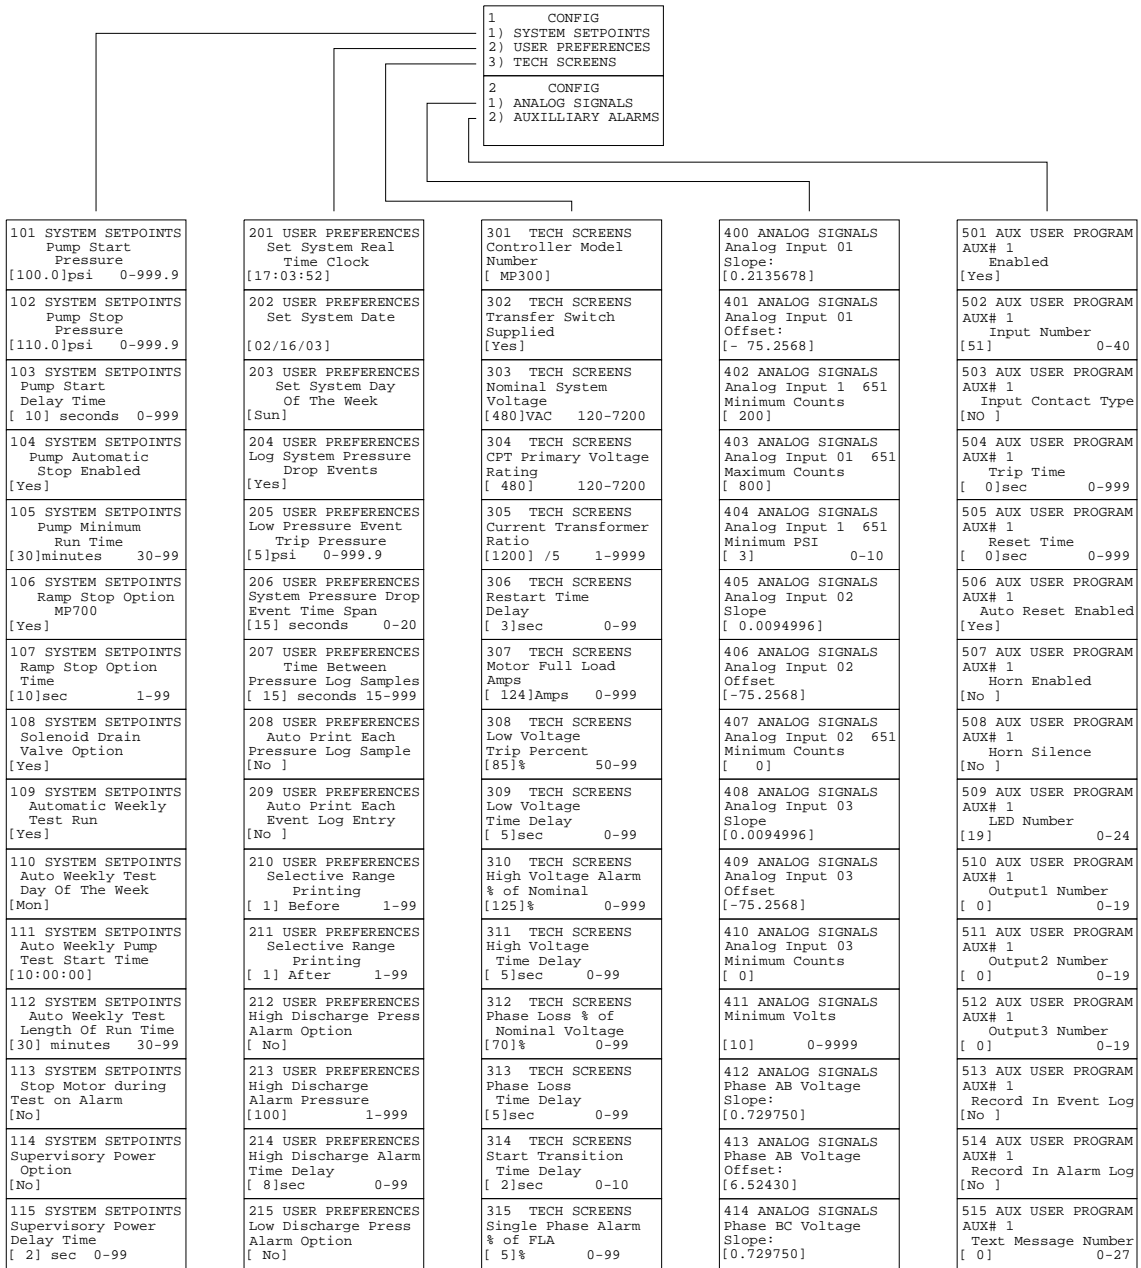 1 CONFIG
1) SYSTEM SETPOINTS
2) USER PREFERENCES
3) TECH SCREENS
2 CONFIG
1) ANALOG SIGNALS
2) AUXILLIARY ALARMS
101 SYSTEM SETPOINTS
Pump Start
Pressure
[100.0]psi 0-999.9
102 SYSTEM SETPOINTS
Pump Stop
Pressure
[110.0]psi 0-999.9
103 SYSTEM SETPOINTS
Pump Start
Delay Time
[ 10] seconds 0-999
104 SYSTEM SETPOINTS
Pump Automatic
Stop Enabled
[Yes]
105 SYSTEM SETPOINTS
Pump Minimum
Run Time
[30]minutes 30-99
106 SYSTEM SETPOINTS
Ramp Stop Option
MP700
[Yes]
107 SYSTEM SETPOINTS
Ramp Stop Option
Time
[10]sec 1-99
108 SYSTEM SETPOINTS
Solenoid Drain
Valve Option
[Yes]
109 SYSTEM SETPOINTS
Automatic Weekly
Test Run
[Yes]
110 SYSTEM SETPOINTS
Auto Weekly Test
Day Of The Week
[Mon]
111 SYSTEM SETPOINTS
Auto Weekly Pump
Test Start Time
[10:00:00]
112 SYSTEM SETPOINTS
Auto Weekly Test
Length Of Run Time
[30] minutes 30-99
113 SYSTEM SETPOINTS
Stop Motor during
Test on Alarm
[No]
114 SYSTEM SETPOINTS
Supervisory Power
Option
[No]
115 SYSTEM SETPOINTS
Supervisory Power
Delay Time
[ 2] sec 0-99
201 USER PREFERENCES
Set System Real
Time Clock
[17:03:52]
202 USER PREFERENCES
Set System Date
[02/16/03]
203 USER PREFERENCES
Set System Day
Of The Week
[Sun]
204 USER PREFERENCES
Log System Pressure
Drop Events
[Yes]
205 USER PREFERENCES
Low Pressure Event
Trip Pressure
[5]psi 0-999.9
206 USER PREFERENCES
System Pressure Drop
Event Time Span
[15] seconds 0-20
207 USER PREFERENCES
Time Between
Pressure Log Samples
[ 15] seconds 15-999
208 USER PREFERENCES
Auto Print Each
Pressure Log Sample
[No ]
209 USER PREFERENCES
Auto Print Each
Event Log Entry
[No ]
210 USER PREFERENCES
Selective Range
Printing
[ 1] Before 1-99
211 USER PREFERENCES
Selective Range
Printing
[ 1] After 1-99
212 USER PREFERENCES
High Discharge Press
Alarm Option
[ No]
213 USER PREFERENCES
High Discharge
Alarm Pressure
[100] 1-999
214 USER PREFERENCES
High Discharge Alarm
Time Delay
[ 8]sec 0-99
215 USER PREFERENCES
Low Discharge Press
Alarm Option
[ No]
301 TECH SCREENS
Controller Model
Number
[ MP300]
302 TECH SCREENS
Transfer Switch
Supplied
[Yes]
303 TECH SCREENS
Nominal System
Voltage
[480]VAC 120-7200
304 TECH SCREENS
CPT Primary Voltage
Rating
[ 480] 120-7200
305 TECH SCREENS
Current Transformer
Ratio
[1200] /5 1-9999
306 TECH SCREENS
Restart Time
Delay
[ 3]sec 0-99
307 TECH SCREENS
Motor Full Load
Amps
[ 124]Amps 0-999
308 TECH SCREENS
Low Voltage
Trip Percent
[85]% 50-99
309 TECH SCREENS
Low Voltage
Time Delay
[ 5]sec 0-99
310 TECH SCREENS
High Voltage Alarm
% of Nominal
[125]% 0-999
311 TECH SCREENS
High Voltage
Time Delay
[ 5]sec 0-99
312 TECH SCREENS
Phase Loss % of
Nominal Voltage
[70]% 0-99
313 TECH SCREENS
Phase Loss
Time Delay
[5]sec 0-99
314 TECH SCREENS
Start Transition
Time Delay
[ 2]sec 0-10
315 TECH SCREENS
Single Phase Alarm
% of FLA
[ 5]% 0-99
400 ANALOG SIGNALS
Analog Input 01
Slope:
[0.2135678]
401 ANALOG SIGNALS
Analog Input 01
Offset:
[- 75.2568]
402 ANALOG SIGNALS
Analog Input 1 651
Minimum Counts
[ 200]
403 ANALOG SIGNALS
Analog Input 01 651
Maximum Counts
[ 800]
404 ANALOG SIGNALS
Analog Input 1 651
Minimum PSI
[ 3] 0-10
405 ANALOG SIGNALS
Analog Input 02
Slope
[ 0.0094996]
406 ANALOG SIGNALS
Analog Input 02
Offset
[-75.2568]
407 ANALOG SIGNALS
Analog Input 02 651
Minimum Counts
[ 0]
408 ANALOG SIGNALS
Analog Input 03
Slope
[0.0094996]
409 ANALOG SIGNALS
Analog Input 03
Offset
[-75.2568]
410 ANALOG SIGNALS
Analog Input 03
Minimum Counts
[ 0]
411 ANALOG SIGNALS
Minimum Volts
[10] 0-9999
412 ANALOG SIGNALS
Phase AB Voltage
Slope:
[0.729750]
413 ANALOG SIGNALS
Phase AB Voltage
Offset:
[6.52430]
414 ANALOG SIGNALS
Phase BC Voltage
Slope:
[0.729750]
501 AUX USER PROGRAM
AUX# 1
Enabled
[Yes]
502 AUX USER PROGRAM
AUX# 1
Input Number
[51] 0-40
503 AUX USER PROGRAM
AUX# 1
Input Contact Type
[NO ]
504 AUX USER PROGRAM
AUX# 1
Trip Time
[ 0]sec 0-999
505 AUX USER PROGRAM
AUX# 1
Reset Time
[ 0]sec 0-999
506 AUX USER PROGRAM
AUX# 1
Auto Reset Enabled
[Yes]
507 AUX USER PROGRAM
AUX# 1
Horn Enabled
[No ]
508 AUX USER PROGRAM
AUX# 1
Horn Silence
[No ]
509 AUX USER PROGRAM
AUX# 1
LED Number
[19] 0-24
510 AUX USER PROGRAM
AUX# 1
Output1 Number
[ 0] 0-19
511 AUX USER PROGRAM
AUX# 1
Output2 Number
[ 0] 0-19
512 AUX USER PROGRAM
AUX# 1
Output3 Number
[ 0] 0-19
513 AUX USER PROGRAM
AUX# 1
Record In Event Log
[No ]
514 AUX USER PROGRAM
AUX# 1
Record In Alarm Log
[No ]
515 AUX USER PROGRAM
AUX# 1
Text Message Number
[ 0] 0-27